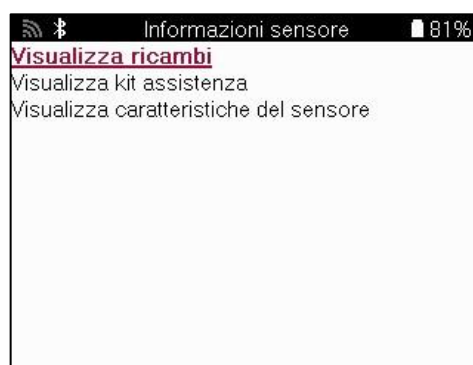 Informazioni sensore 81%
Visualizza ricambi
Visualizza kit assistenza
Visualizza caratteristiche del sensore